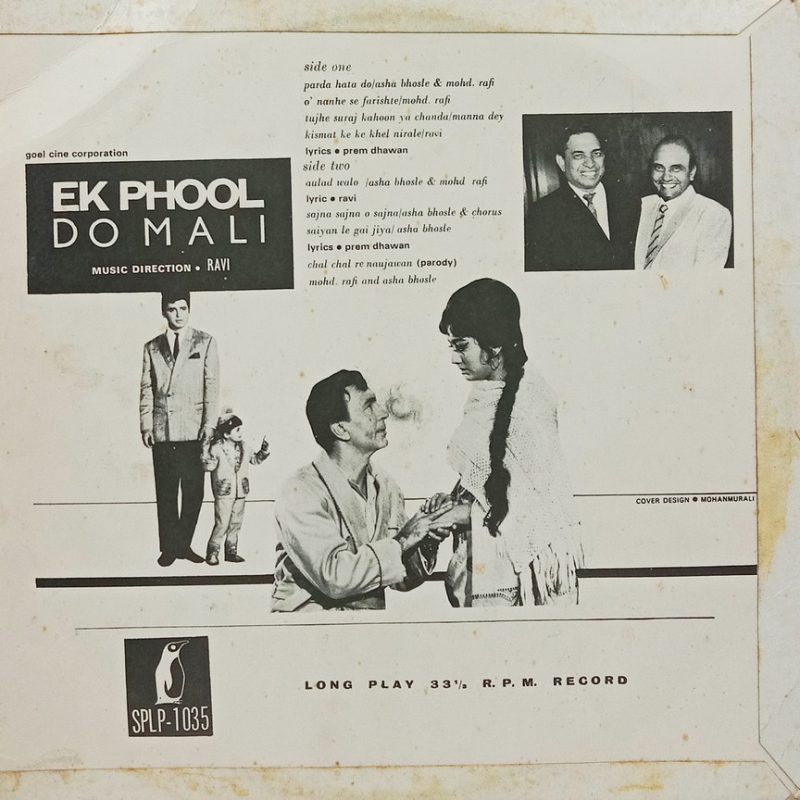 side one
parda hata do/asha bhosle & mohd. rafi
o' nanhe se farishte/mohd. rafi
tujhe suraj kahoon ya chanda/manna dey
kismat ke ke khel nirale/ravi
lyrics • prem dhawan
side two
aulad walo /asha bhosle & mohd rafi
lyric • ravi
sajna sajna o sajna/asha bhosle & chorus
saiyan le gai jiya/ asha bhosle
lyrics • prem dhawan
chal chal re naujawan (parody)
mohd. rafi and asha bhosle
goel cine corporation
EK PHOOL
DO MALI
MUSIC DIRECTION • RAVI
COVER DESIGN • MOHANMURALI
SPLP-1035
LONG PLAY 33⅓ R.P.M. RECORD